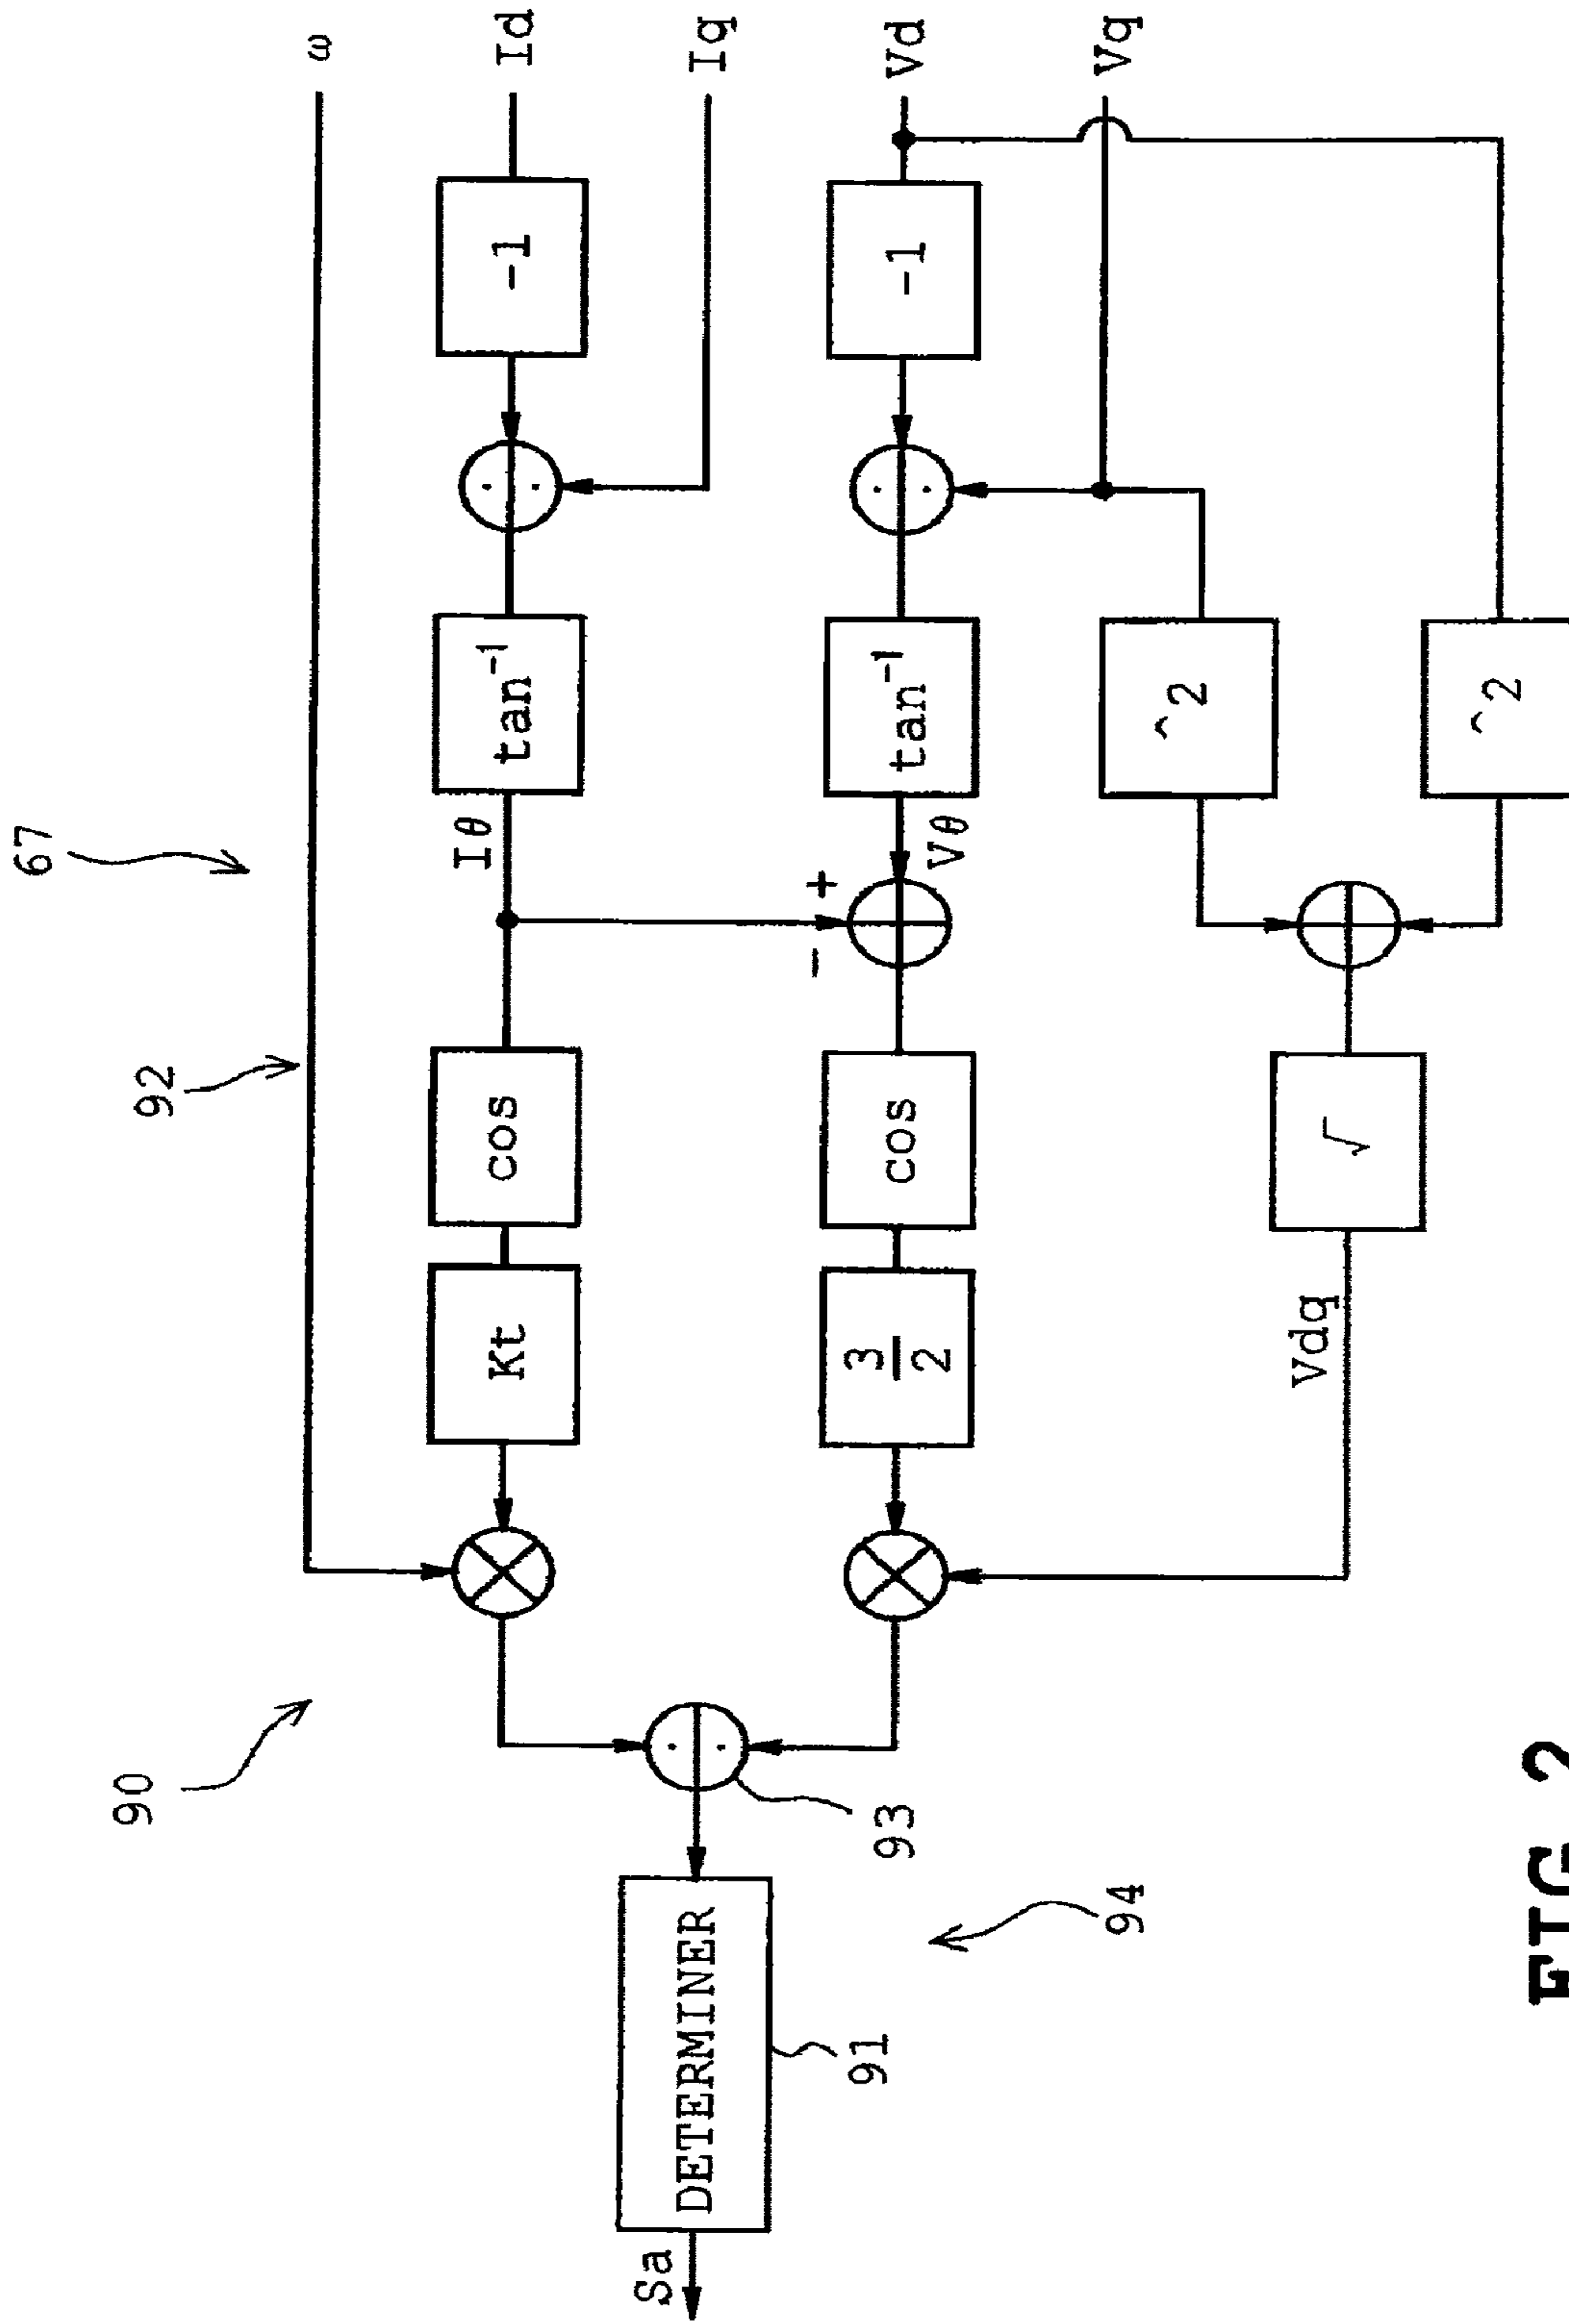 67
90
92
ω
Iθ
Kt
cos
tan⁻¹
-1
Id
Sa
DETERMINER
Iq
- +
91
93
3
2
cos
tan⁻¹
-1
Vd
Vθ
Vq
94
^2
Vdq
√
^2
FIG.2